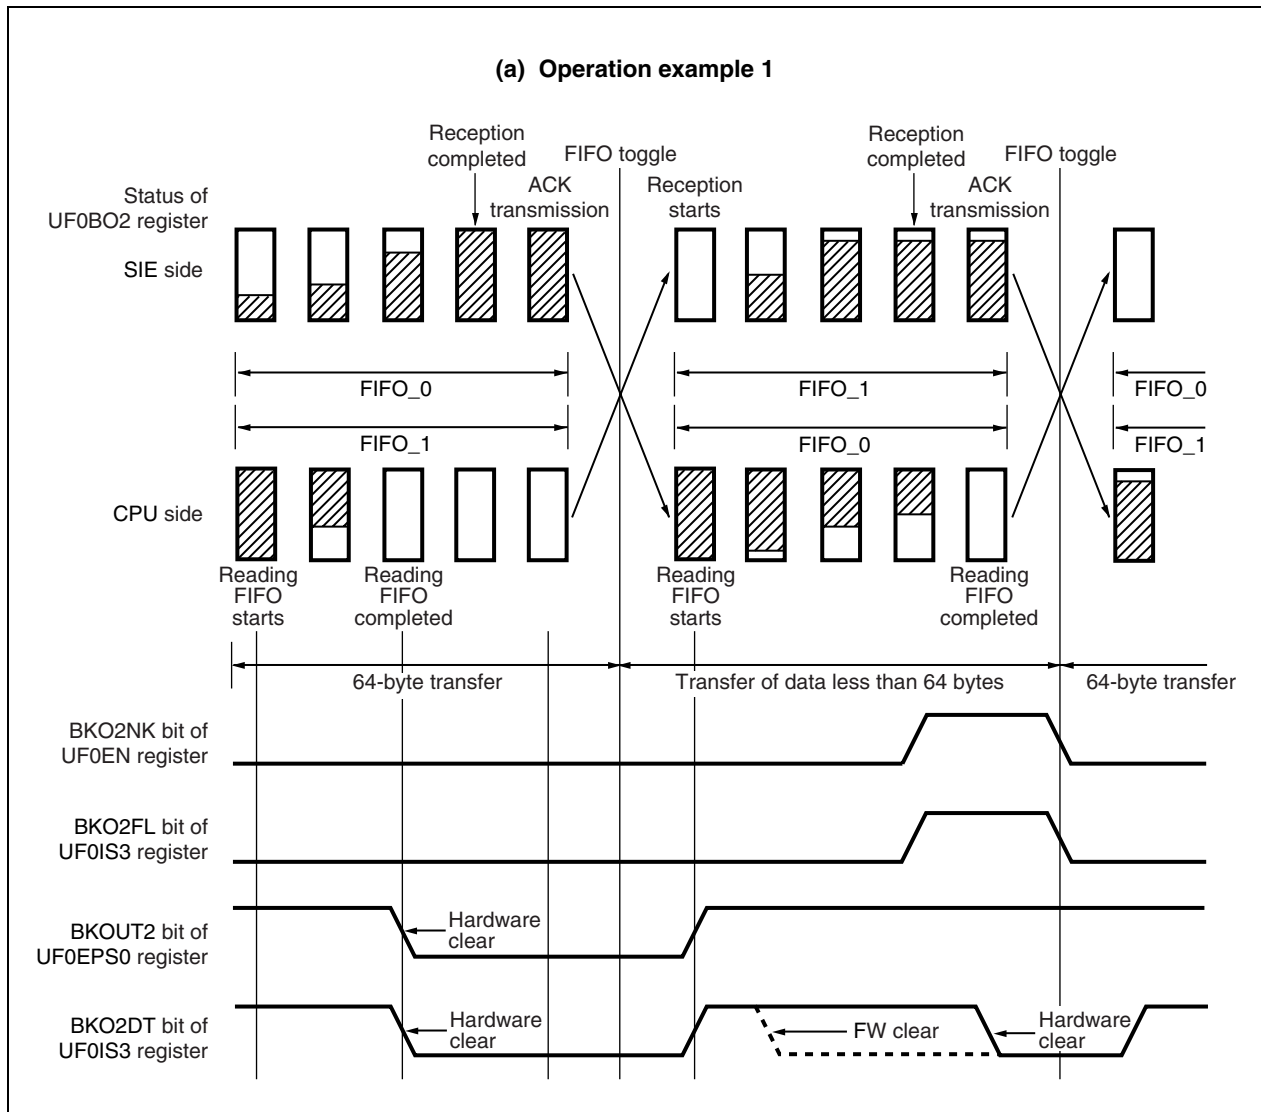 (a) Operation example 1
Reception
completed
FIFO toggle
Reception
completed
FIFO toggle
Status of
UF0BO2 register
ACK
transmission
Reception
starts
ACK
transmission
SIE side
FIFO_0
FIFO_1
FIFO_0
FIFO_1
FIFO_0
FIFO_1
CPU side
Reading
FIFO
starts
Reading
FIFO
completed
Reading
FIFO
starts
Reading
FIFO
completed
64-byte transfer
Transfer of data less than 64 bytes
64-byte transfer
BKO2NK bit of
UF0EN register
BKO2FL bit of
UF0IS3 register
BKOUT2 bit of
UF0EPS0 register
Hardware
clear
BKO2DT bit of
UF0IS3 register
Hardware
clear
FW clear
Hardware
clear